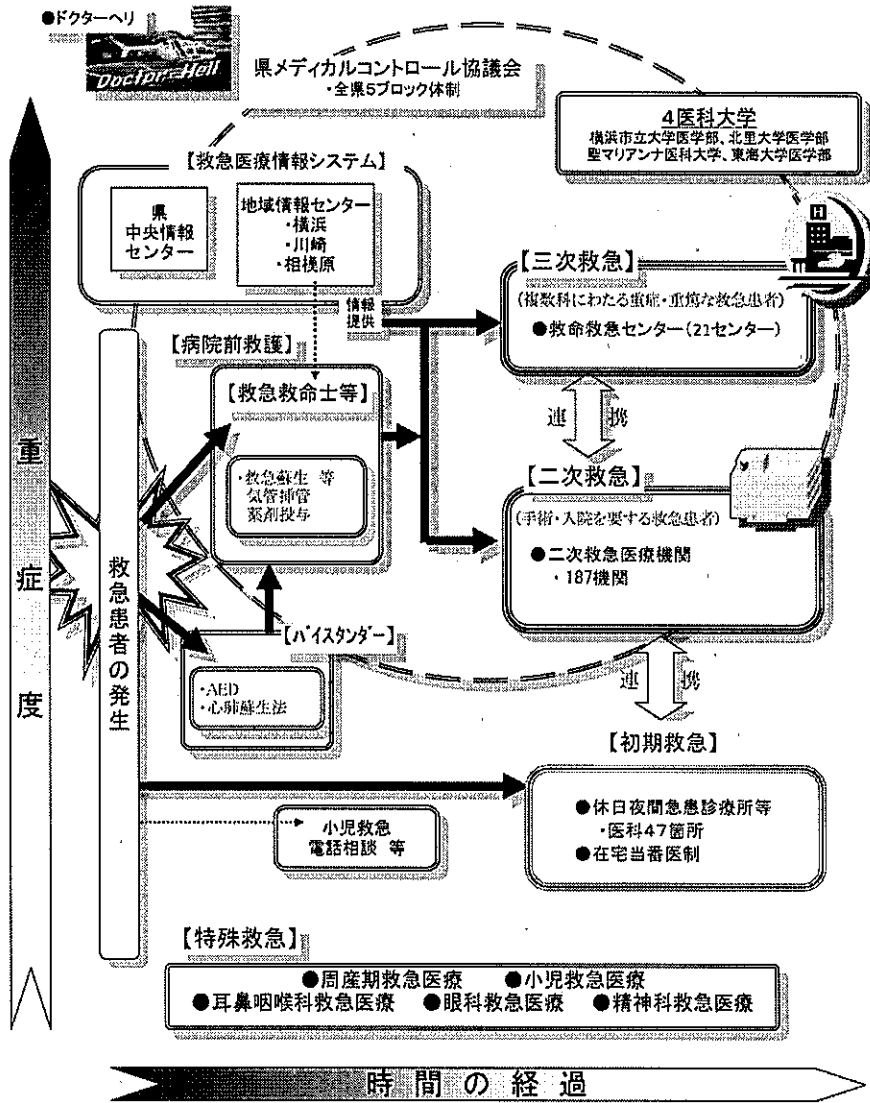 ●ドクターヘリ
Doctor-Heli
県メディカルコントロール協議会
・全県5ブロック体制
4医科大学
横浜市立大学医学部、北里大学医学部
聖マリアンナ医科大学、東海大学医学部
【救急医療情報システム】
県
中央情報
センター
地域情報センター
・横浜
・川崎
・相模原
情報
提供
【三次救急】
(複数科にわたる重症・重篤な救急患者)
●救命救急センター(21センター)
H
【病院前救護】
【救急救命士等】
・救急蘇生 等
気管挿管
薬剤投与
連 携
【二次救急】
(手術・入院を要する救急患者)
●二次救急医療機関
・187機関
重症度
救急患者の発生
【バイスタンダー】
・AED
・心肺蘇生法
連 携
【初期救急】
●休日夜間急患診療所等
・医科47箇所
●在宅当番医制
小児救急
電話相談 等
【特殊救急】
●周産期救急医療 ●小児救急医療
●耳鼻咽喉科救急医療 ●眼科救急医療 ●精神科救急医療
時間の経過